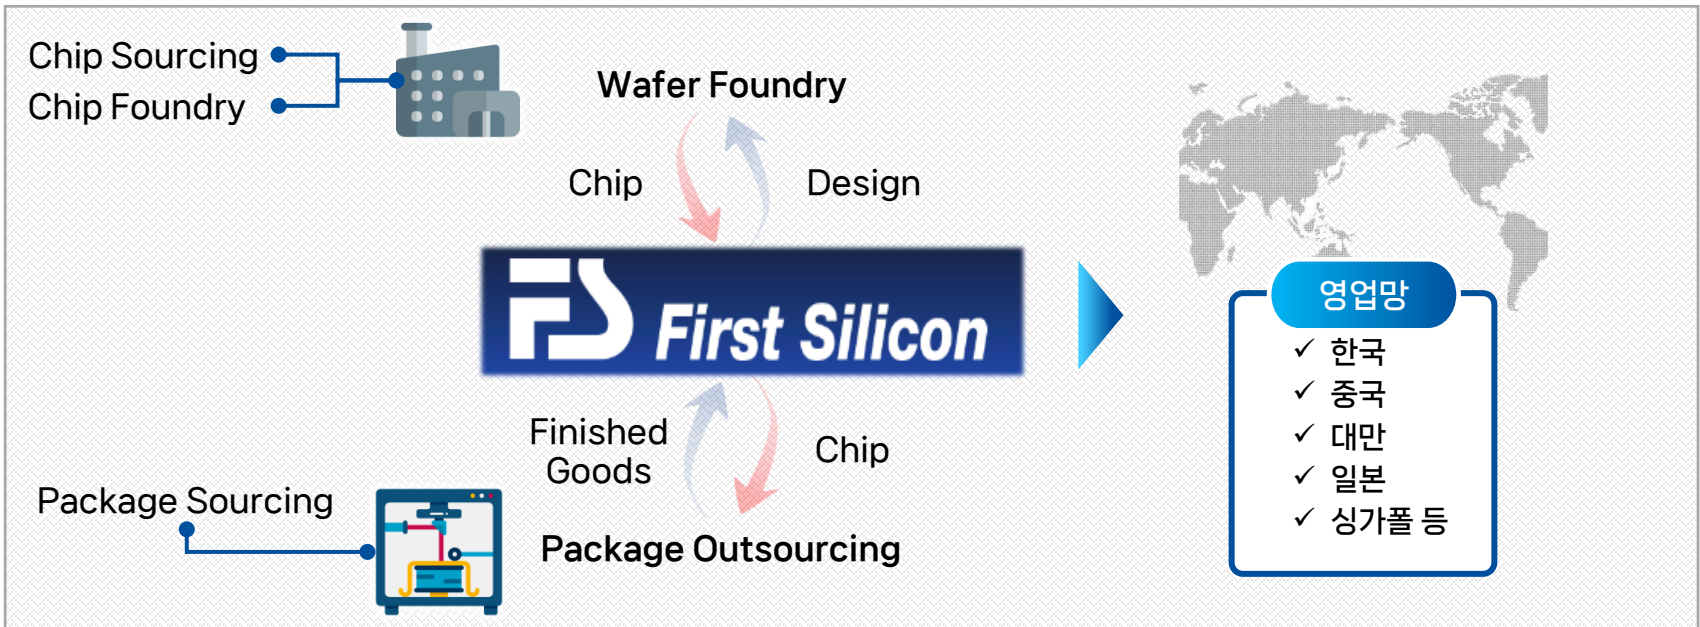 Chip Sourcing
Chip Foundry
Wafer Foundry
Chip
Design
FS First Silicon
Finished
Goods
Chip
Package Sourcing
Package Outsourcing
영업망
✓ 한국
✓ 중국
✓ 대만
✓ 일본
✓ 싱가폴 등